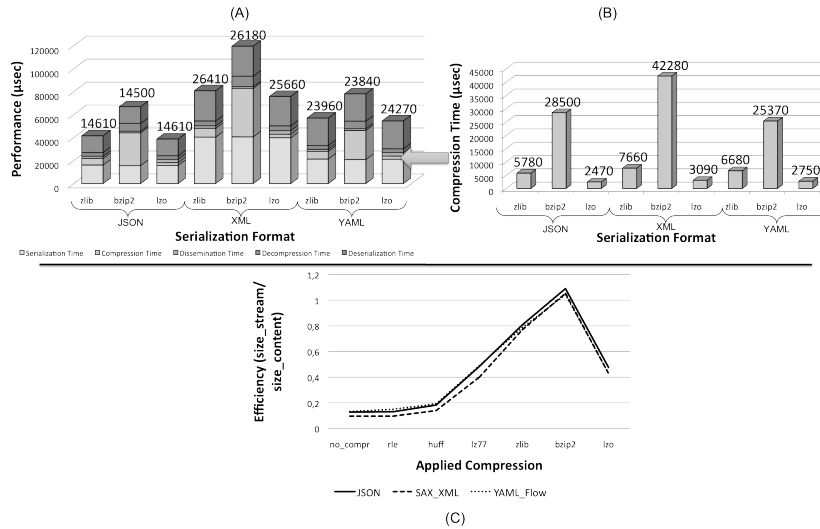 (A)
Performance (µsec)
120000
100000
80000
60000
40000
20000
0
14610
14500
14610
26410
26180
25660
23960
23840
24270
zlib bzip2 lzo zlib bzip2 lzo zlib bzip2 lzo
JSON XML YAML
Serialization Format
Serialization Time Compression Time Dissemination Time Decompression Time Deserialization Time
(B)
Compression Time (µsec)
45000
40000
35000
30000
25000
20000
15000
10000
5000
0
5780
28500
2470
7660
42280
3090
6680
25370
2750
zlib bzip2 lzo zlib bzip2 lzo zlib bzip2 lzo
JSON XML YAML
Serialization Format
Efficiency (size_stream/
size_content)
1,2
1
0,8
0,6
0,4
0,2
0
no_compr rle huff lz77 zlib bzip2 lzo
Applied Compression
JSON SAX_XML YAML_Flow
(C)